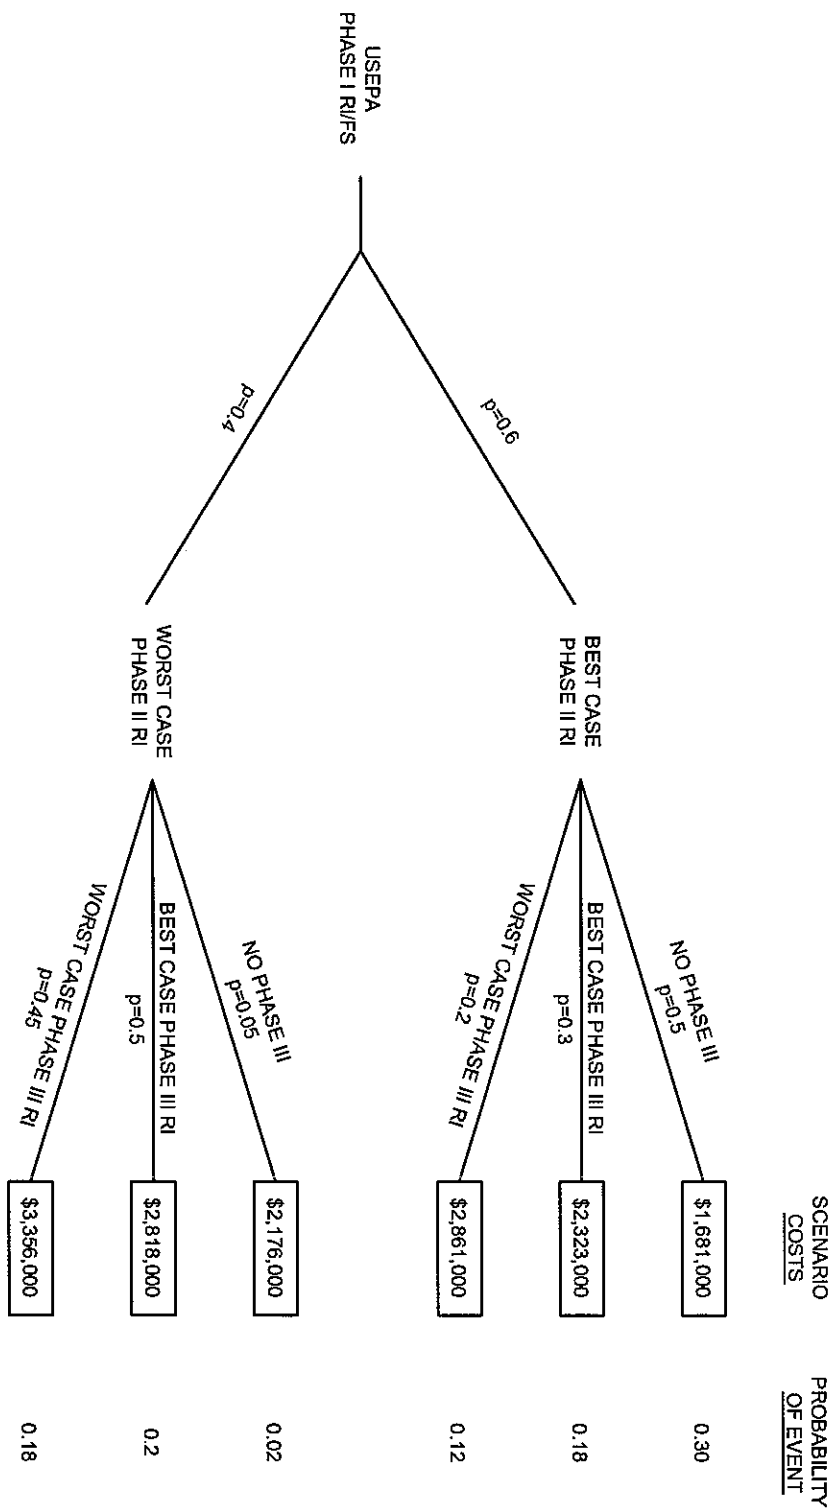 SCENARIO
COSTS
PROBABILITY
OF EVENT
USEPA
PHASE I RI/FS
p=0.6
p=0.4
BEST CASE
PHASE II RI
NO PHASE III
p=0.5
$1,681,000
0.30
BEST CASE PHASE III RI
p=0.3
$2,323,000
0.18
WORST CASE PHASE III RI
p=0.2
$2,861,000
0.12
WORST CASE
PHASE II RI
NO PHASE III
p=0.05
$2,176,000
0.02
BEST CASE PHASE III RI
p=0.5
$2,818,000
0.2
WORST CASE PHASE III RI
p=0.45
$3,356,000
0.18